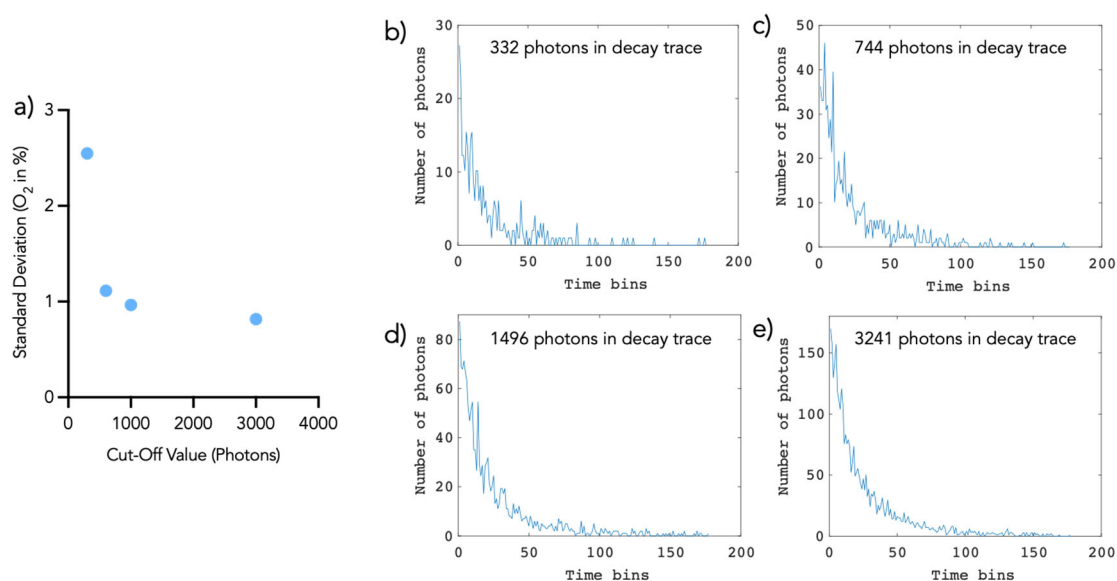 a)
3
2
1
0
Standard Deviation (O2 in %)
0 1000 2000 3000 4000
Cut-Off Value (Photons)
b)
332 photons in decay trace
30
20
10
0
Number of photons
0 50 100 150 200
Time bins
c)
744 photons in decay trace
50
40
30
20
10
0
Number of photons
0 50 100 150 200
Time bins
d)
1496 photons in decay trace
80
60
40
20
0
Number of photons
0 50 100 150 200
Time bins
e)
3241 photons in decay trace
150
100
50
0
Number of photons
0 50 100 150 200
Time bins